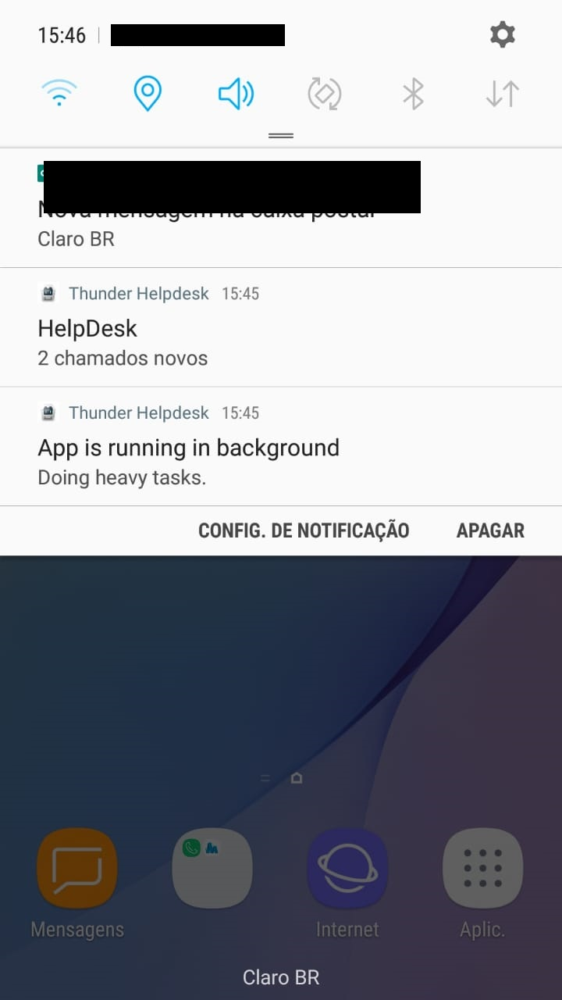 15:46
Nova mensagem na caixa postal
Claro BR
Thunder Helpdesk 15:45
HelpDesk
2 chamados novos
Thunder Helpdesk 15:45
App is running in background
Doing heavy tasks.
CONFIG. DE NOTIFICAÇÃO APAGAR
Mensagens Internet Aplic.
Claro BR